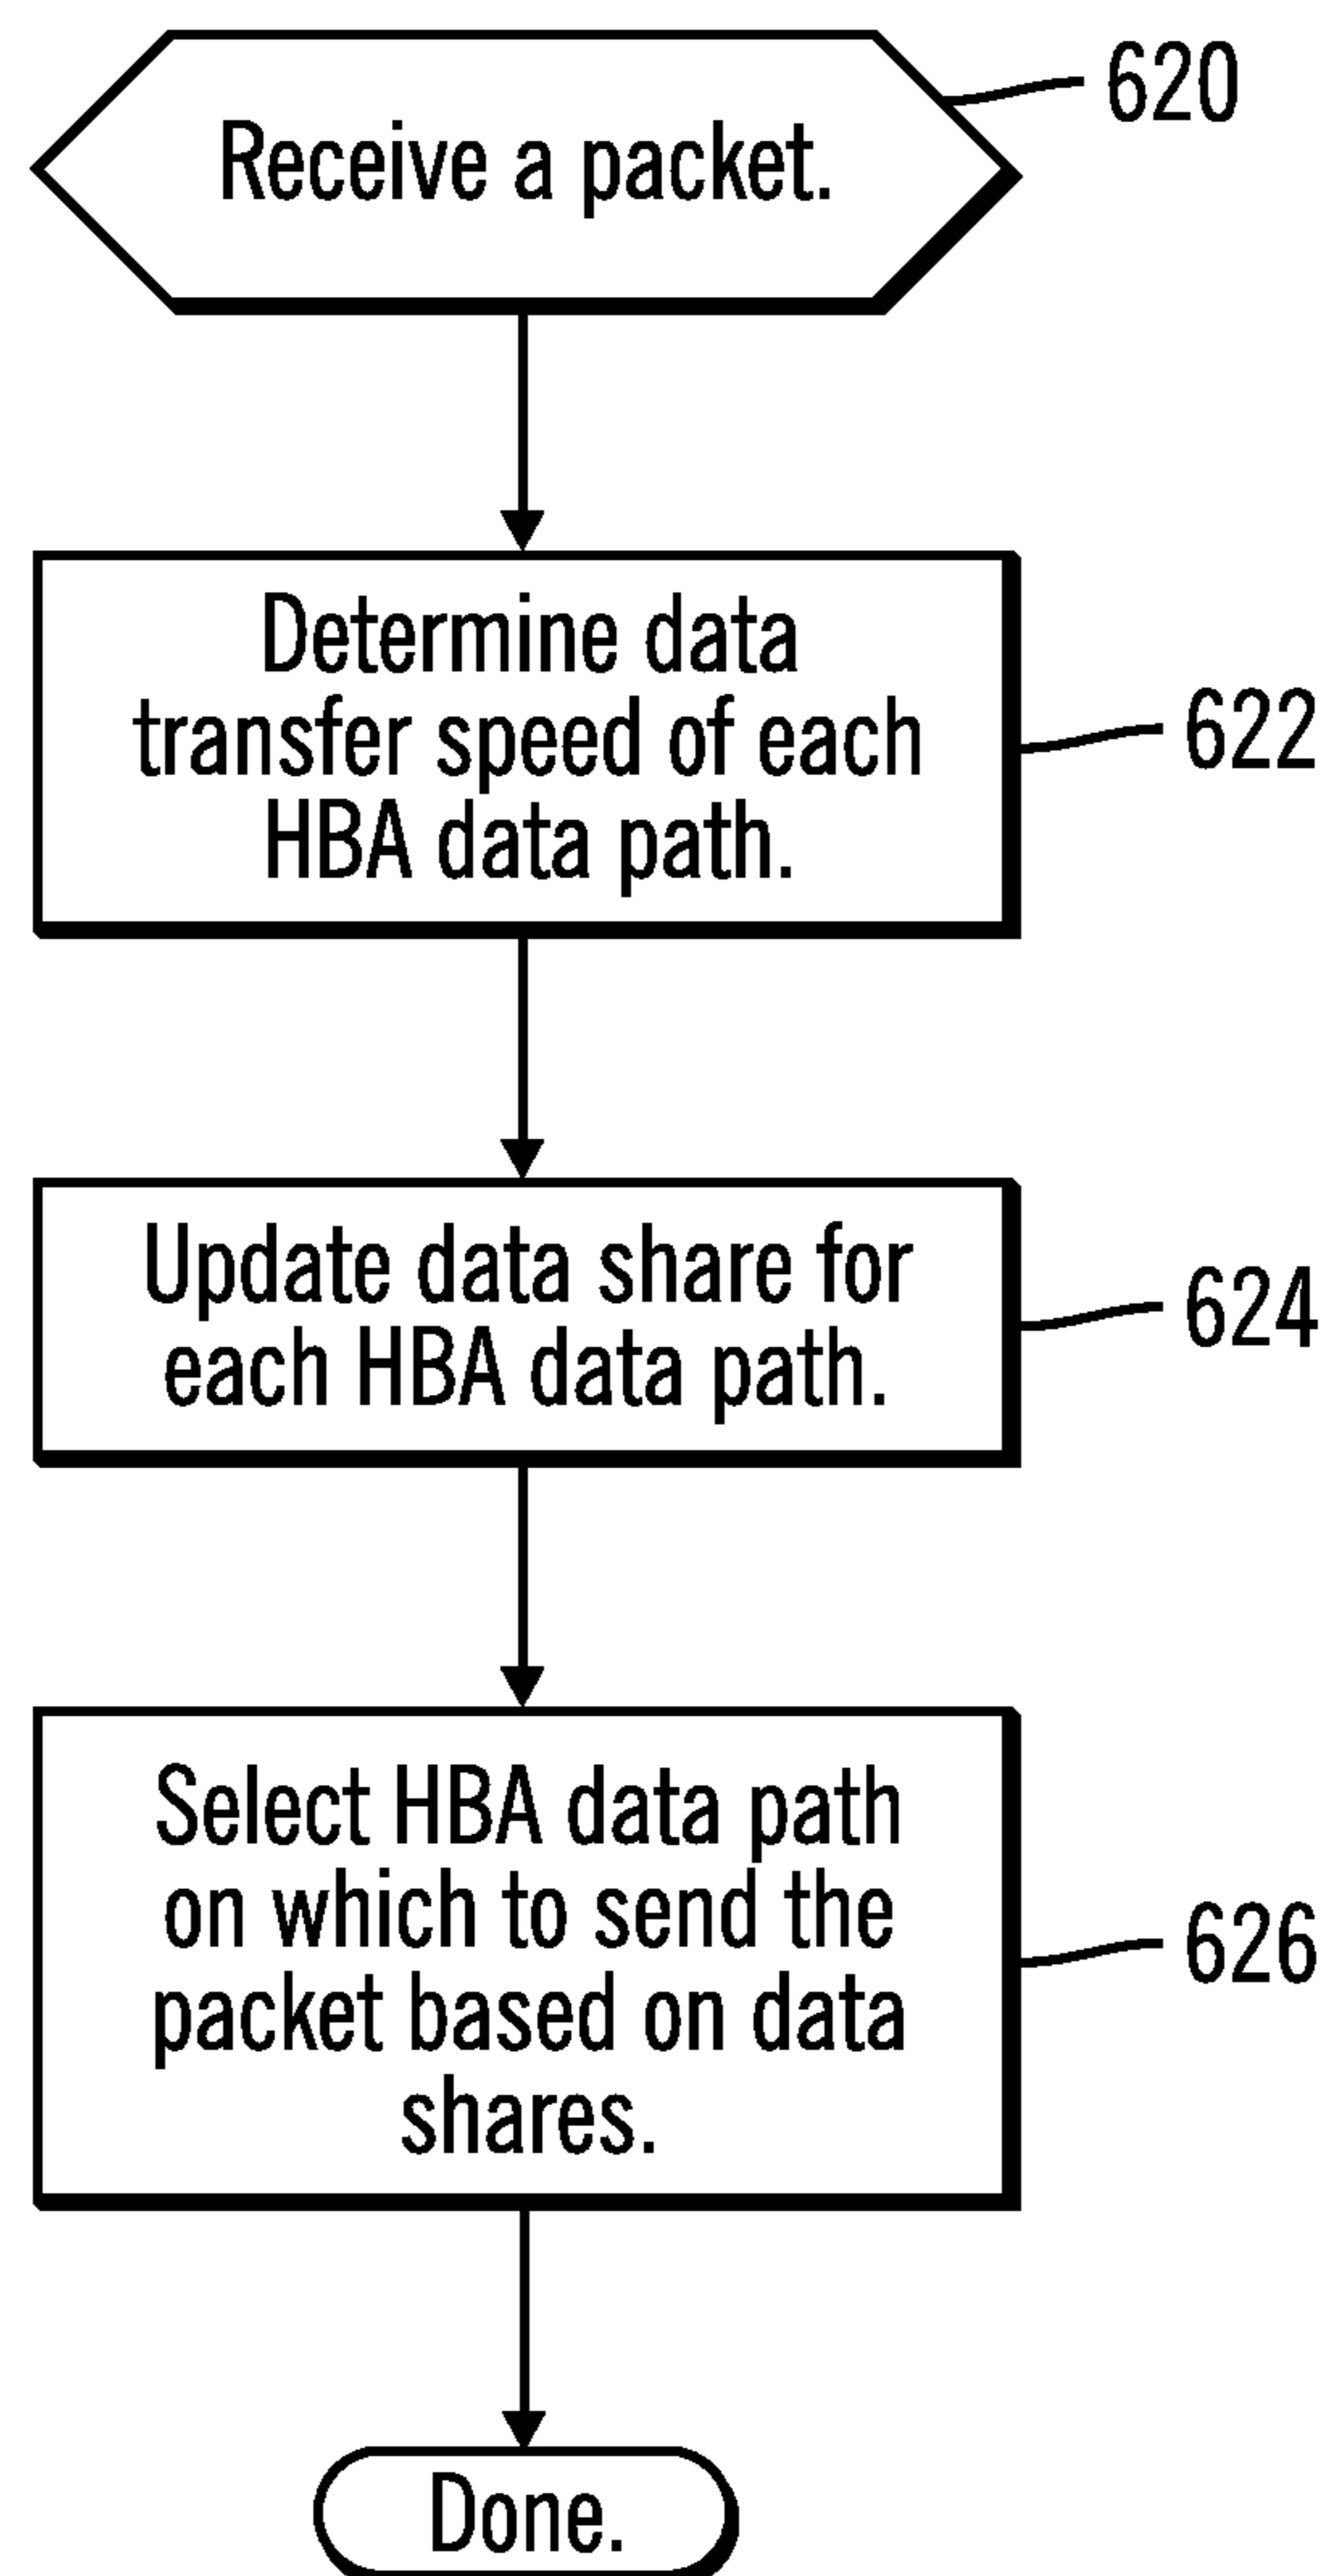 Receive a packet.
620
Determine data
transfer speed of each
HBA data path.
622
Update data share for
each HBA data path.
624
Select HBA data path
on which to send the
packet based on data
shares.
626
Done.